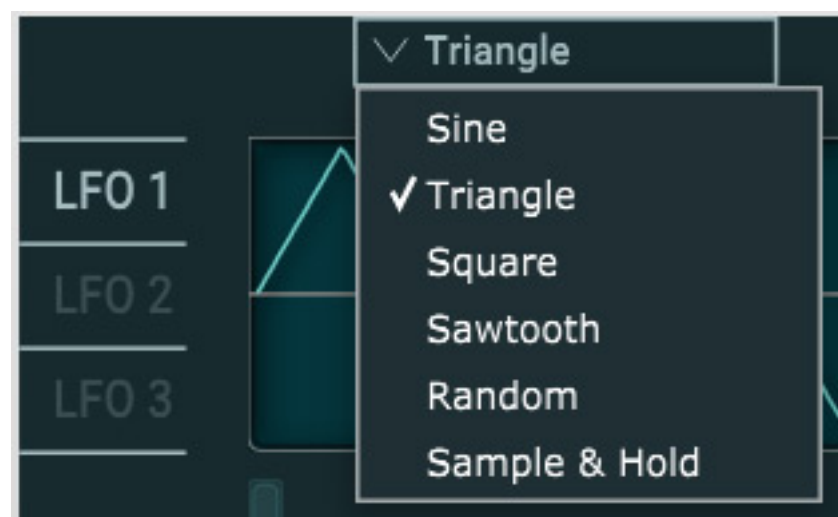 Triangle
Sine
LFO 1
Triangle
Square
LFO 2
Sawtooth
LFO 3
Random
Sample & Hold